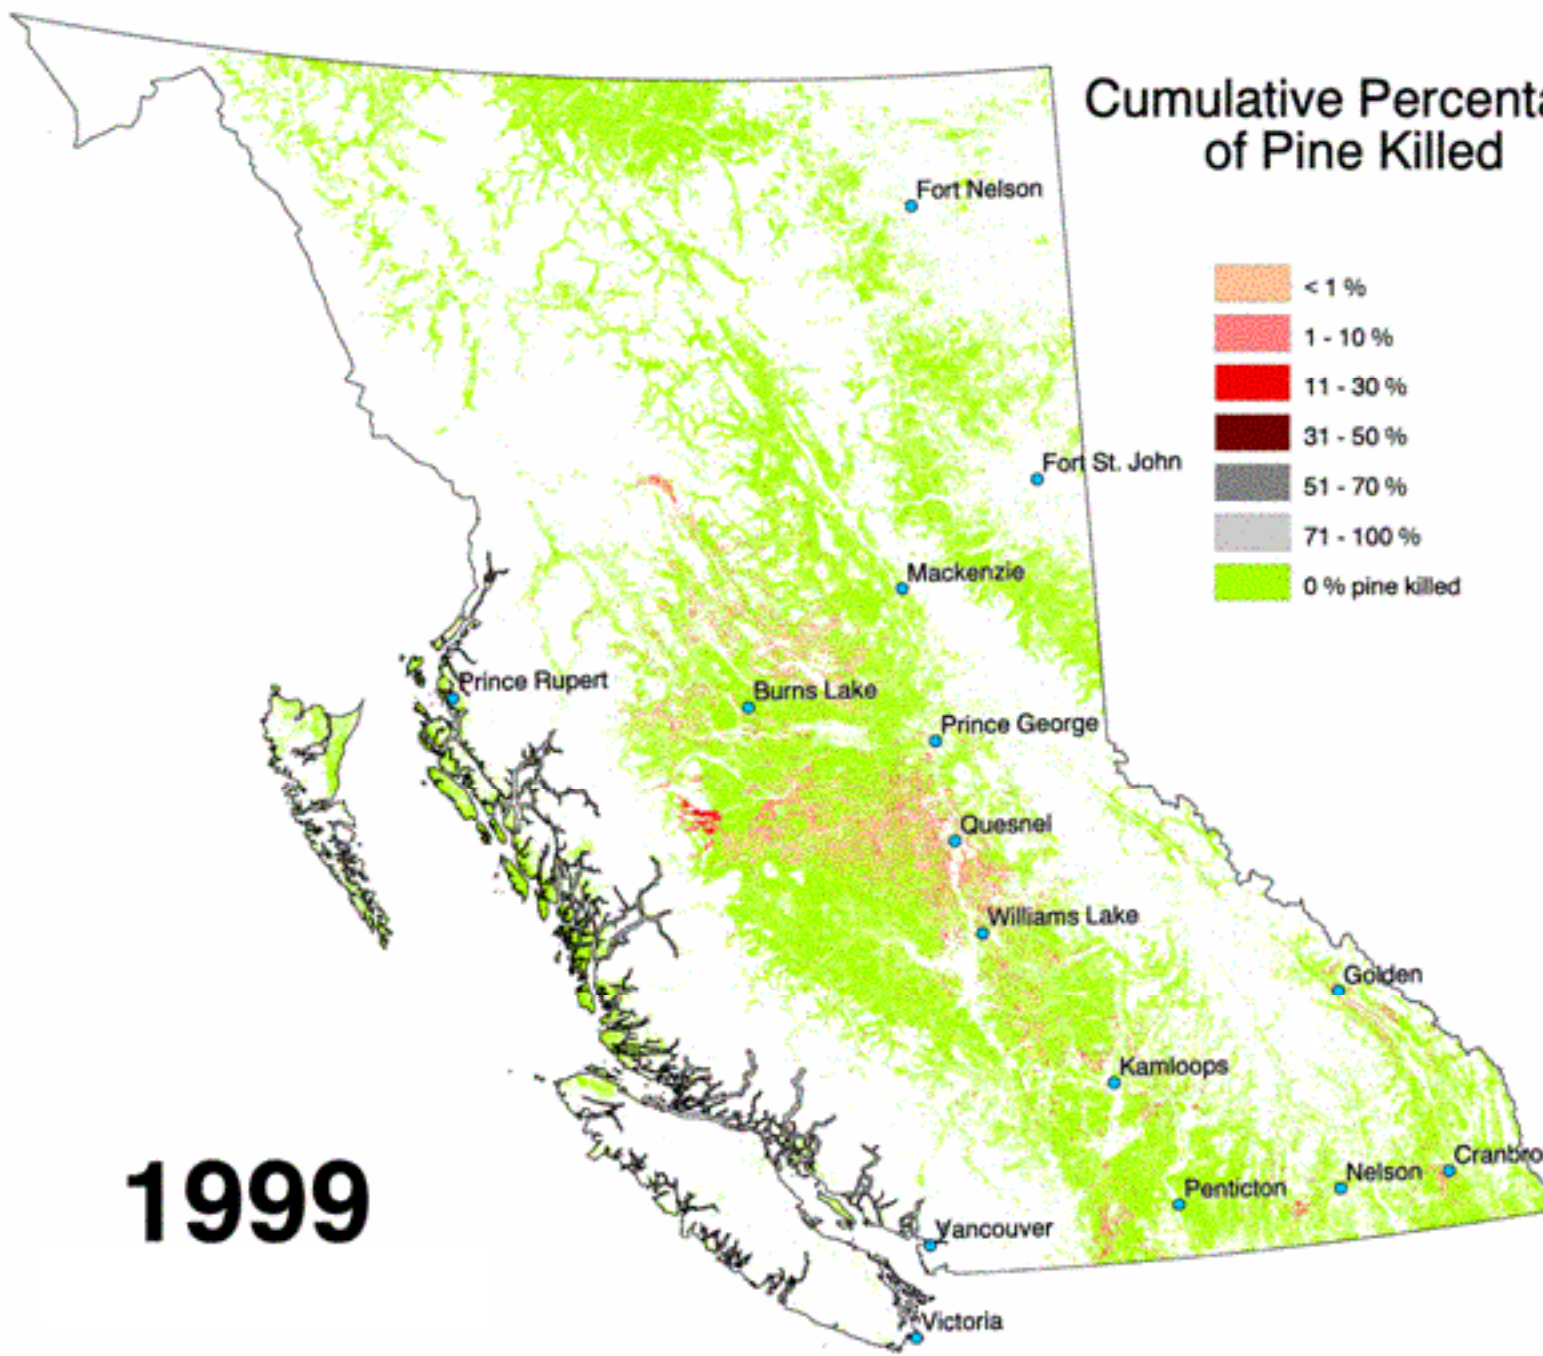 Cumulative Percenta
of Pine Killed
Fort Nelson
< 1 %
1 - 10 %
11 - 30 %
31 - 50 %
Fort St. John
51 - 70 %
71 - 100 %
Mackenzie
0 % pine killed
Prince Rupert
Burns Lake
Prince George
Quesnel
Williams Lake
Golden
Kamloops
Cranbro
Nelson
Penticton
1999
Vancouver
Victoria